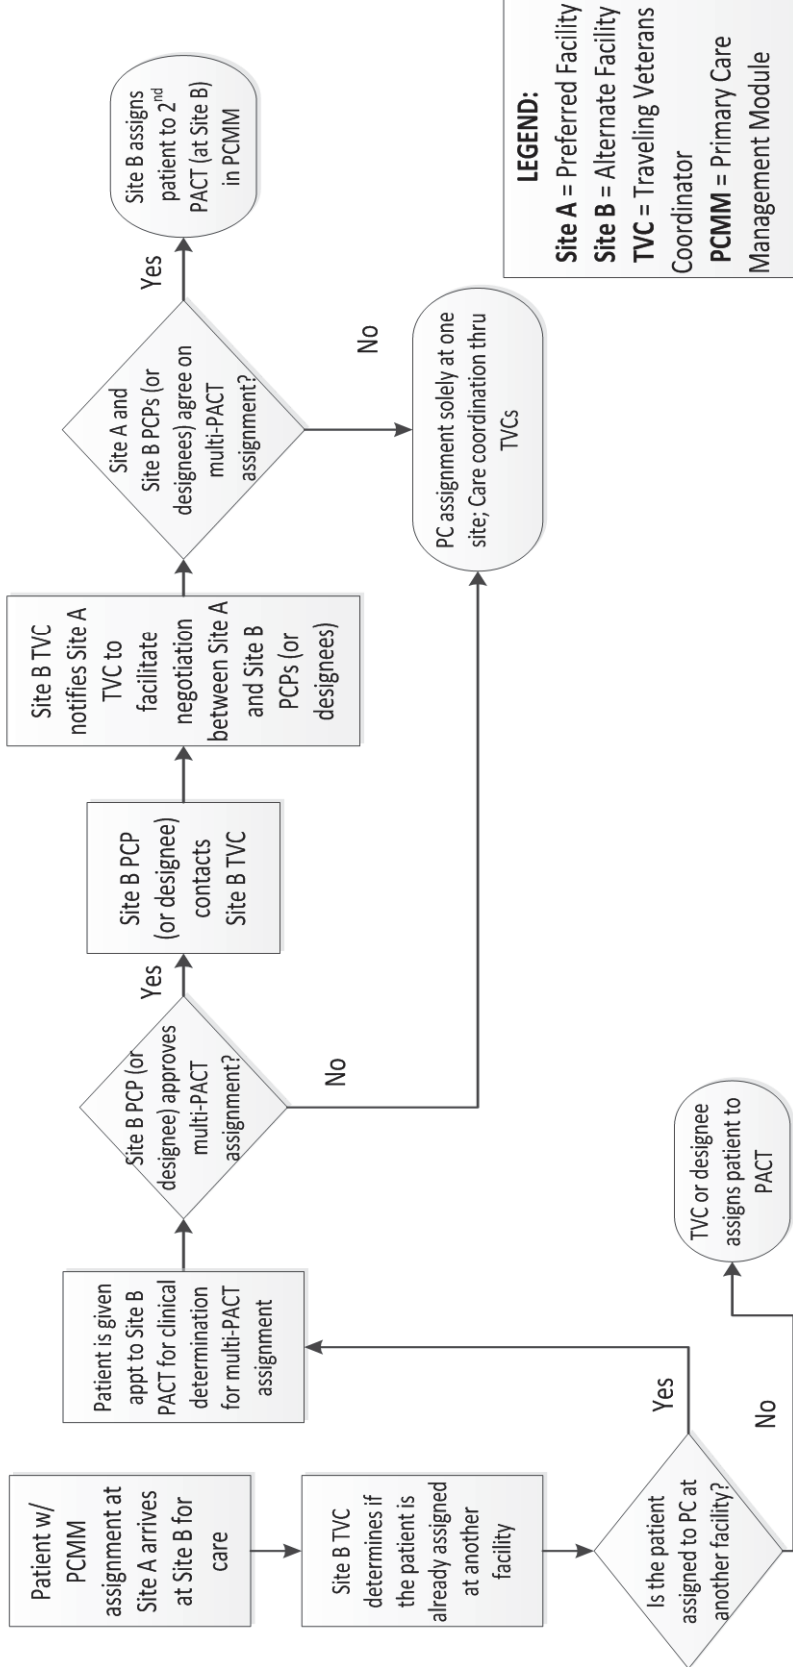 Patient w/
PCMM
assignment at
Site A arrives
at Site B for
care
Site B TVC
determines if
the patient is
already assigned
at another
facility
Is the patient
assigned to PC at
another facility?
Yes
No
TVC or designee
assigns patient to
PACT
Patient is given
appt to Site B
PACT for clinical
determination
for multi-PACT
assignment
Site B PCP (or
designee) approves
multi-PACT
assignment?
Yes
No
Site B PCP
(or designee)
contacts
Site B TVC
Site B TVC
notifies Site A
TVC to
facilitate
negotiation
between Site A
and Site B
PCPs (or
designees)
Site A and
Site B PCPs (or
designees) agree on
multi-PACT
assignment?
Yes
No
Site B assigns
patient to 2nd
PACT (at Site B)
in PCMM
PC assignment solely at one
site; Care coordination thru
TVCs
LEGEND:
Site A = Preferred Facility
Site B = Alternate Facility
TVC = Traveling Veterans
Coordinator
PCMM = Primary Care
Management Module